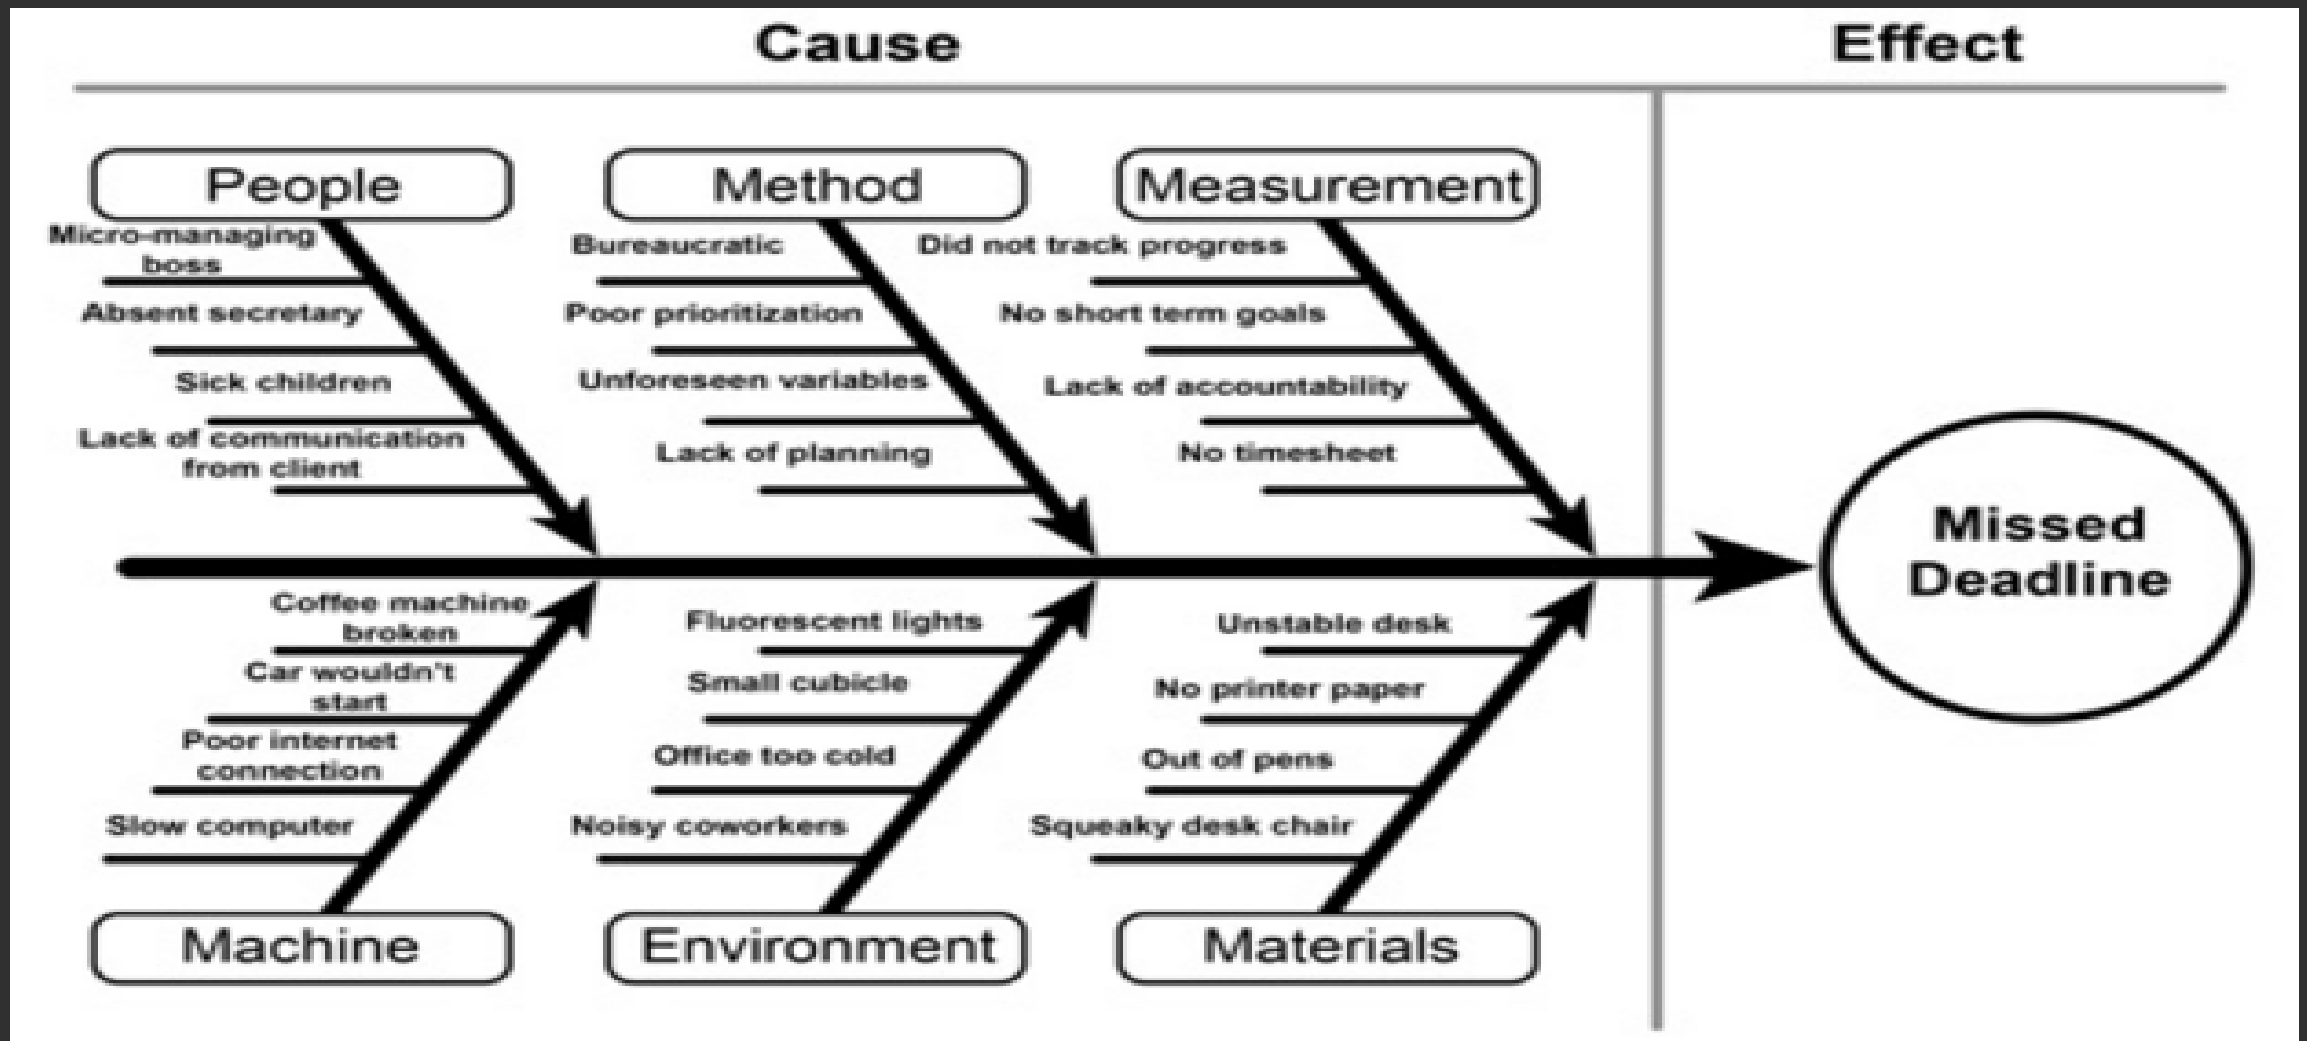 Cause
Effect
People
Method
Measurement
Micro-managing
boss
Absent secretary
Sick children
Lack of communication
from client
Bureaucratic
Poor prioritization
Unforeseen variables
Lack of planning
Did not track progress
No short term goals
Lack of accountability
No timesheet
Missed
Deadline
Coffee machine
broken
Car wouldn't
start
Poor internet
connection
Slow computer
Fluorescent lights
Small cubicle
Office too cold
Noisy coworkers
Unstable desk
No printer paper
Out of pens
Squeaky desk chair
Machine
Environment
Materials